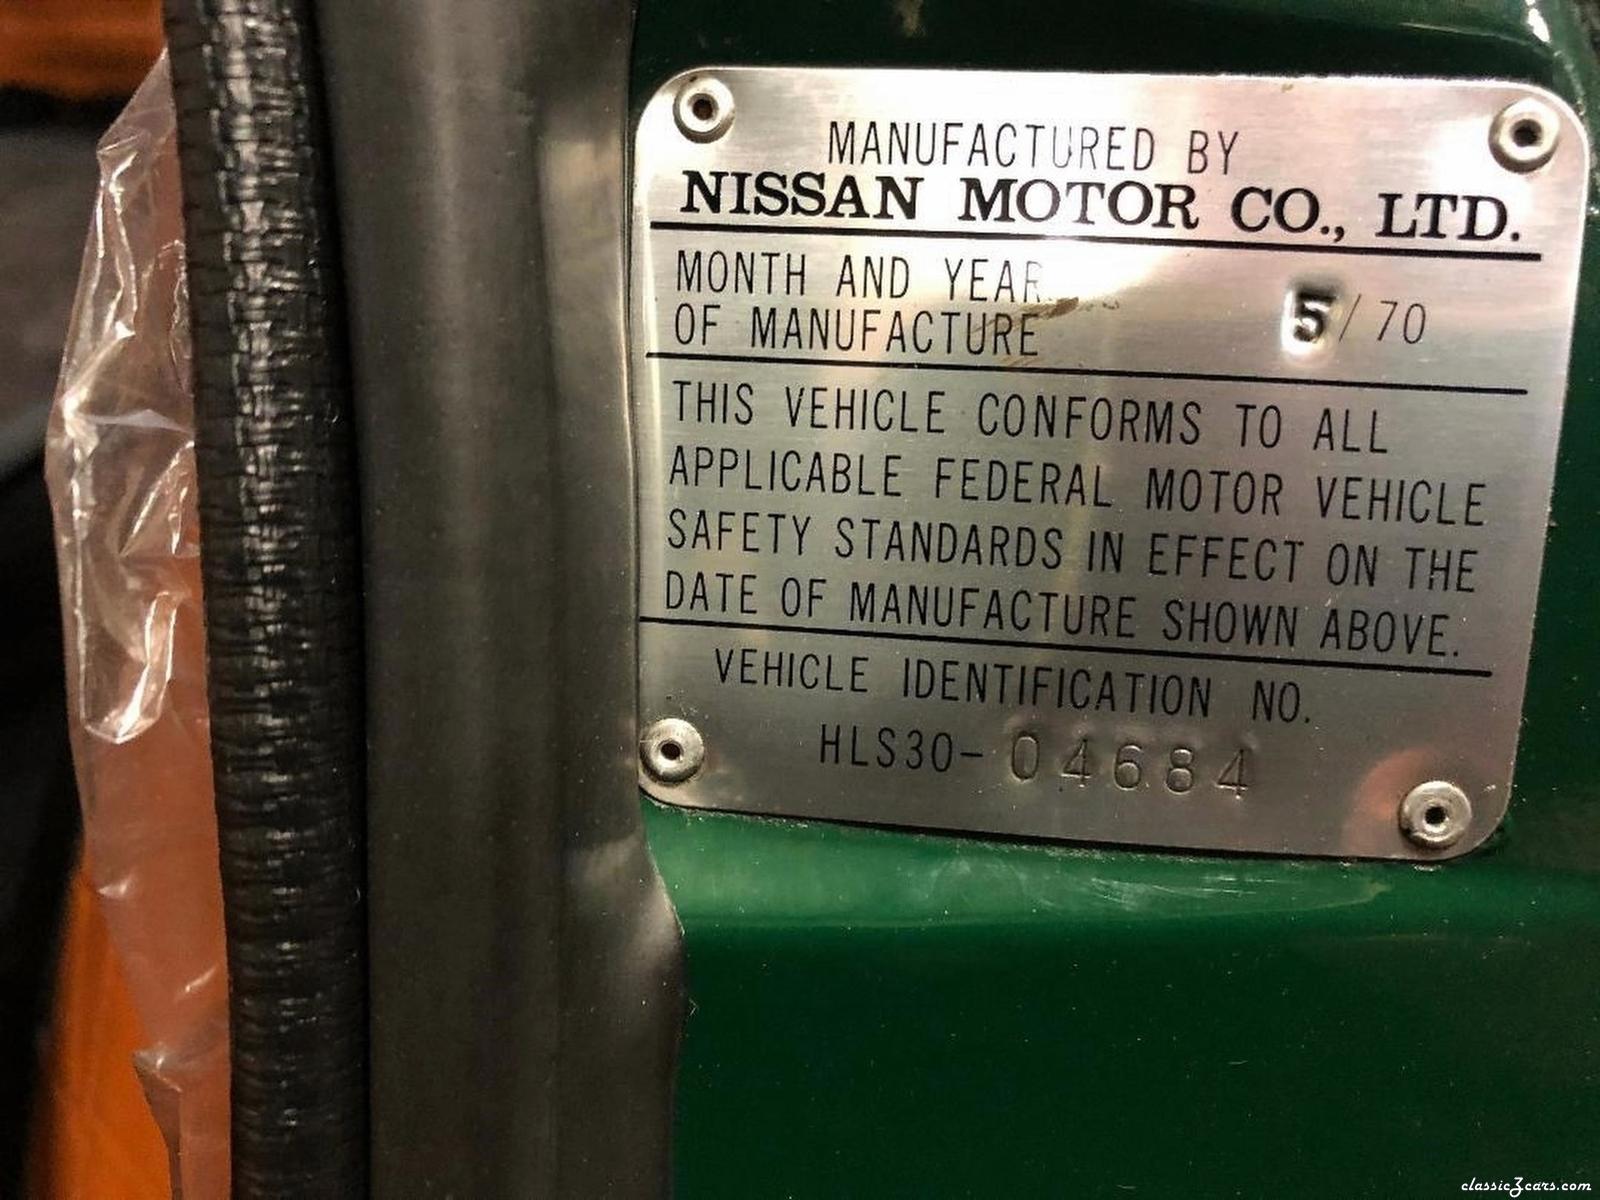 MANUFACTURED BY
NISSAN MOTOR CO., LTD.
MONTH AND YEAR
OF MANUFACTURE
5/70
THIS VEHICLE CONFORMS TO ALL
APPLICABLE FEDERAL MOTOR VEHICLE
SAFETY STANDARDS IN EFFECT ON THE
DATE OF MANUFACTURE SHOWN ABOVE.
VEHICLE IDENTIFICATION NO.
HLS30-04684
classicZcars.com